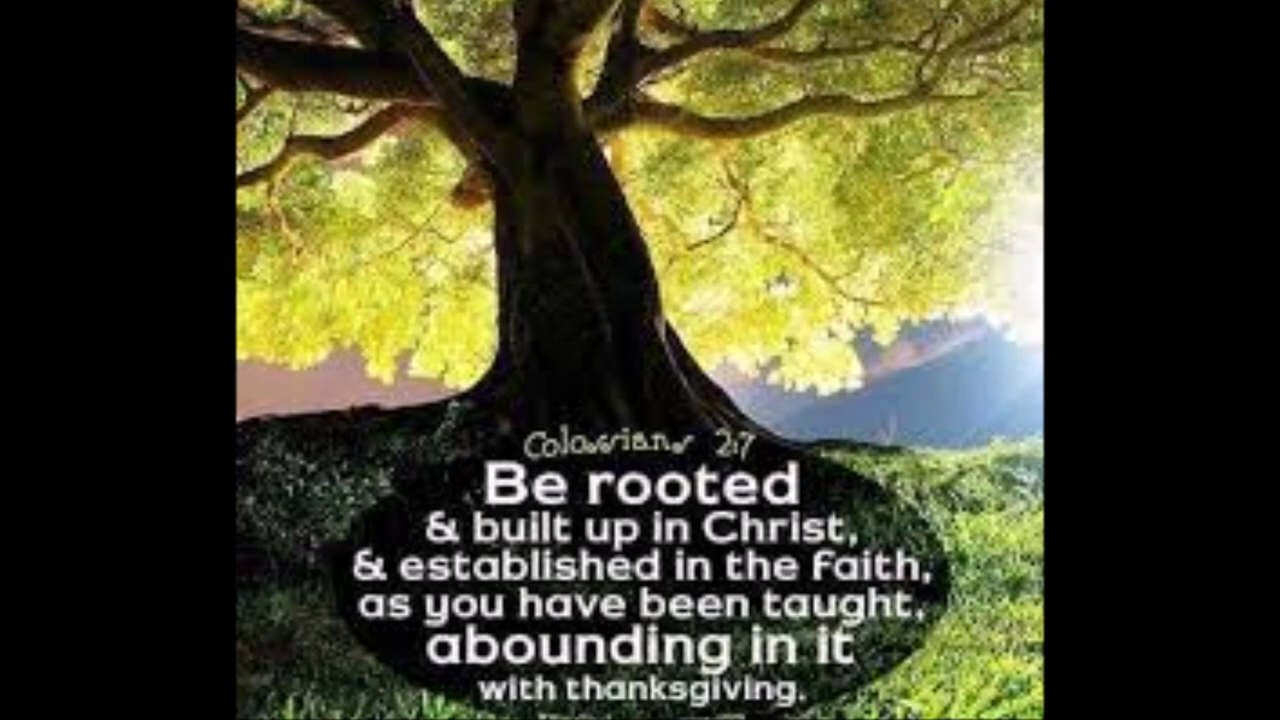 Colossians 2:7
Be rooted
& built up in Christ,
& established in the faith,
as you have been taught,
abounding in it
with thanksgiving.